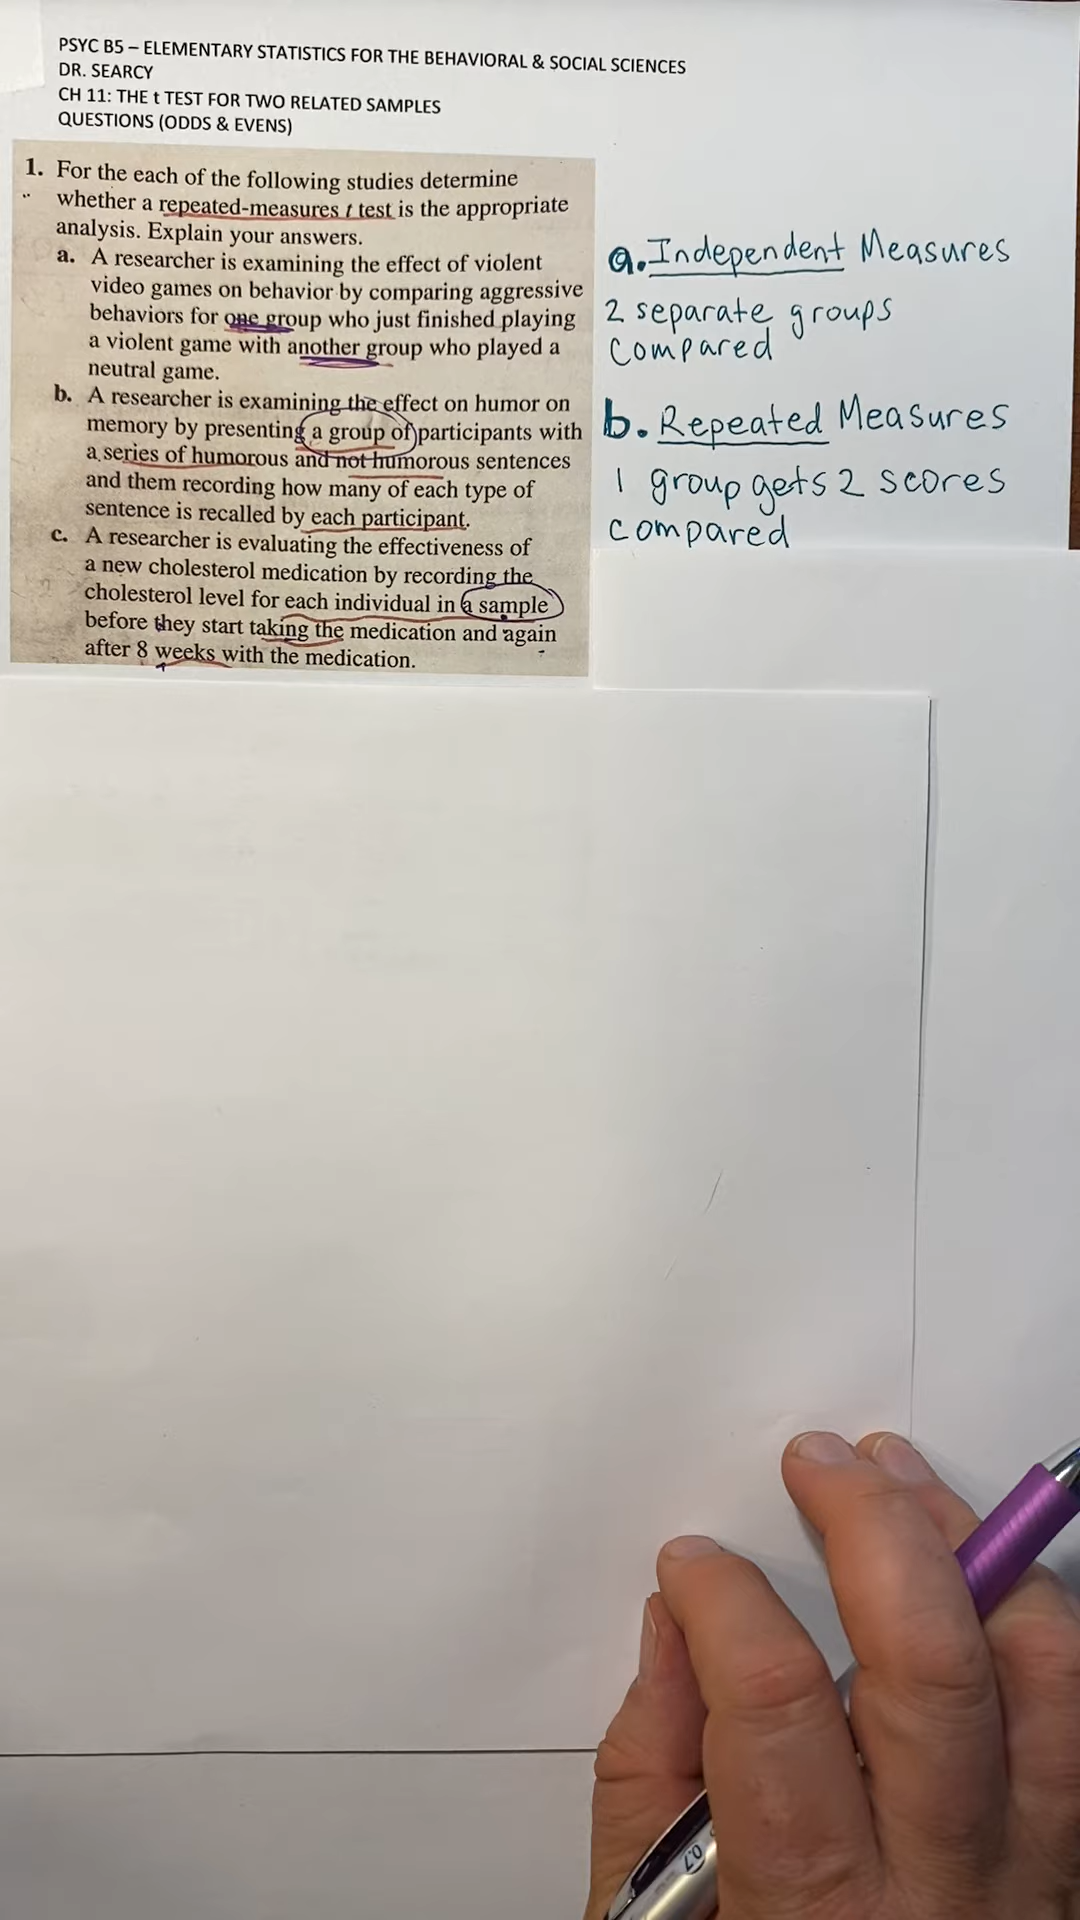 PSYC B5 – ELEMENTARY STATISTICS FOR THE BEHAVIORAL & SOCIAL SCIENCES
DR. SEARCY
CH 11: THE t TEST FOR TWO RELATED SAMPLES
QUESTIONS (ODDS & EVENS)
1. For the each of the following studies determine
whether a repeated-measures t test is the appropriate
analysis. Explain your answers.
a. A researcher is examining the effect of violent
video games on behavior by comparing aggressive
behaviors for one group who just finished playing
a violent game with another group who played a
neutral game.
b. A researcher is examining the effect on humor on
memory by presenting a group of participants with
a series of humorous and not humorous sentences
and them recording how many of each type of
sentence is recalled by each participant.
c. A researcher is evaluating the effectiveness of
a new cholesterol medication by recording the
cholesterol level for each individual in a sample
before they start taking the medication and again
after 8 weeks with the medication.
a. Independent Measures
2 separate groups
compared
b. Repeated Measures
1 group gets 2 scores
compared
0.7